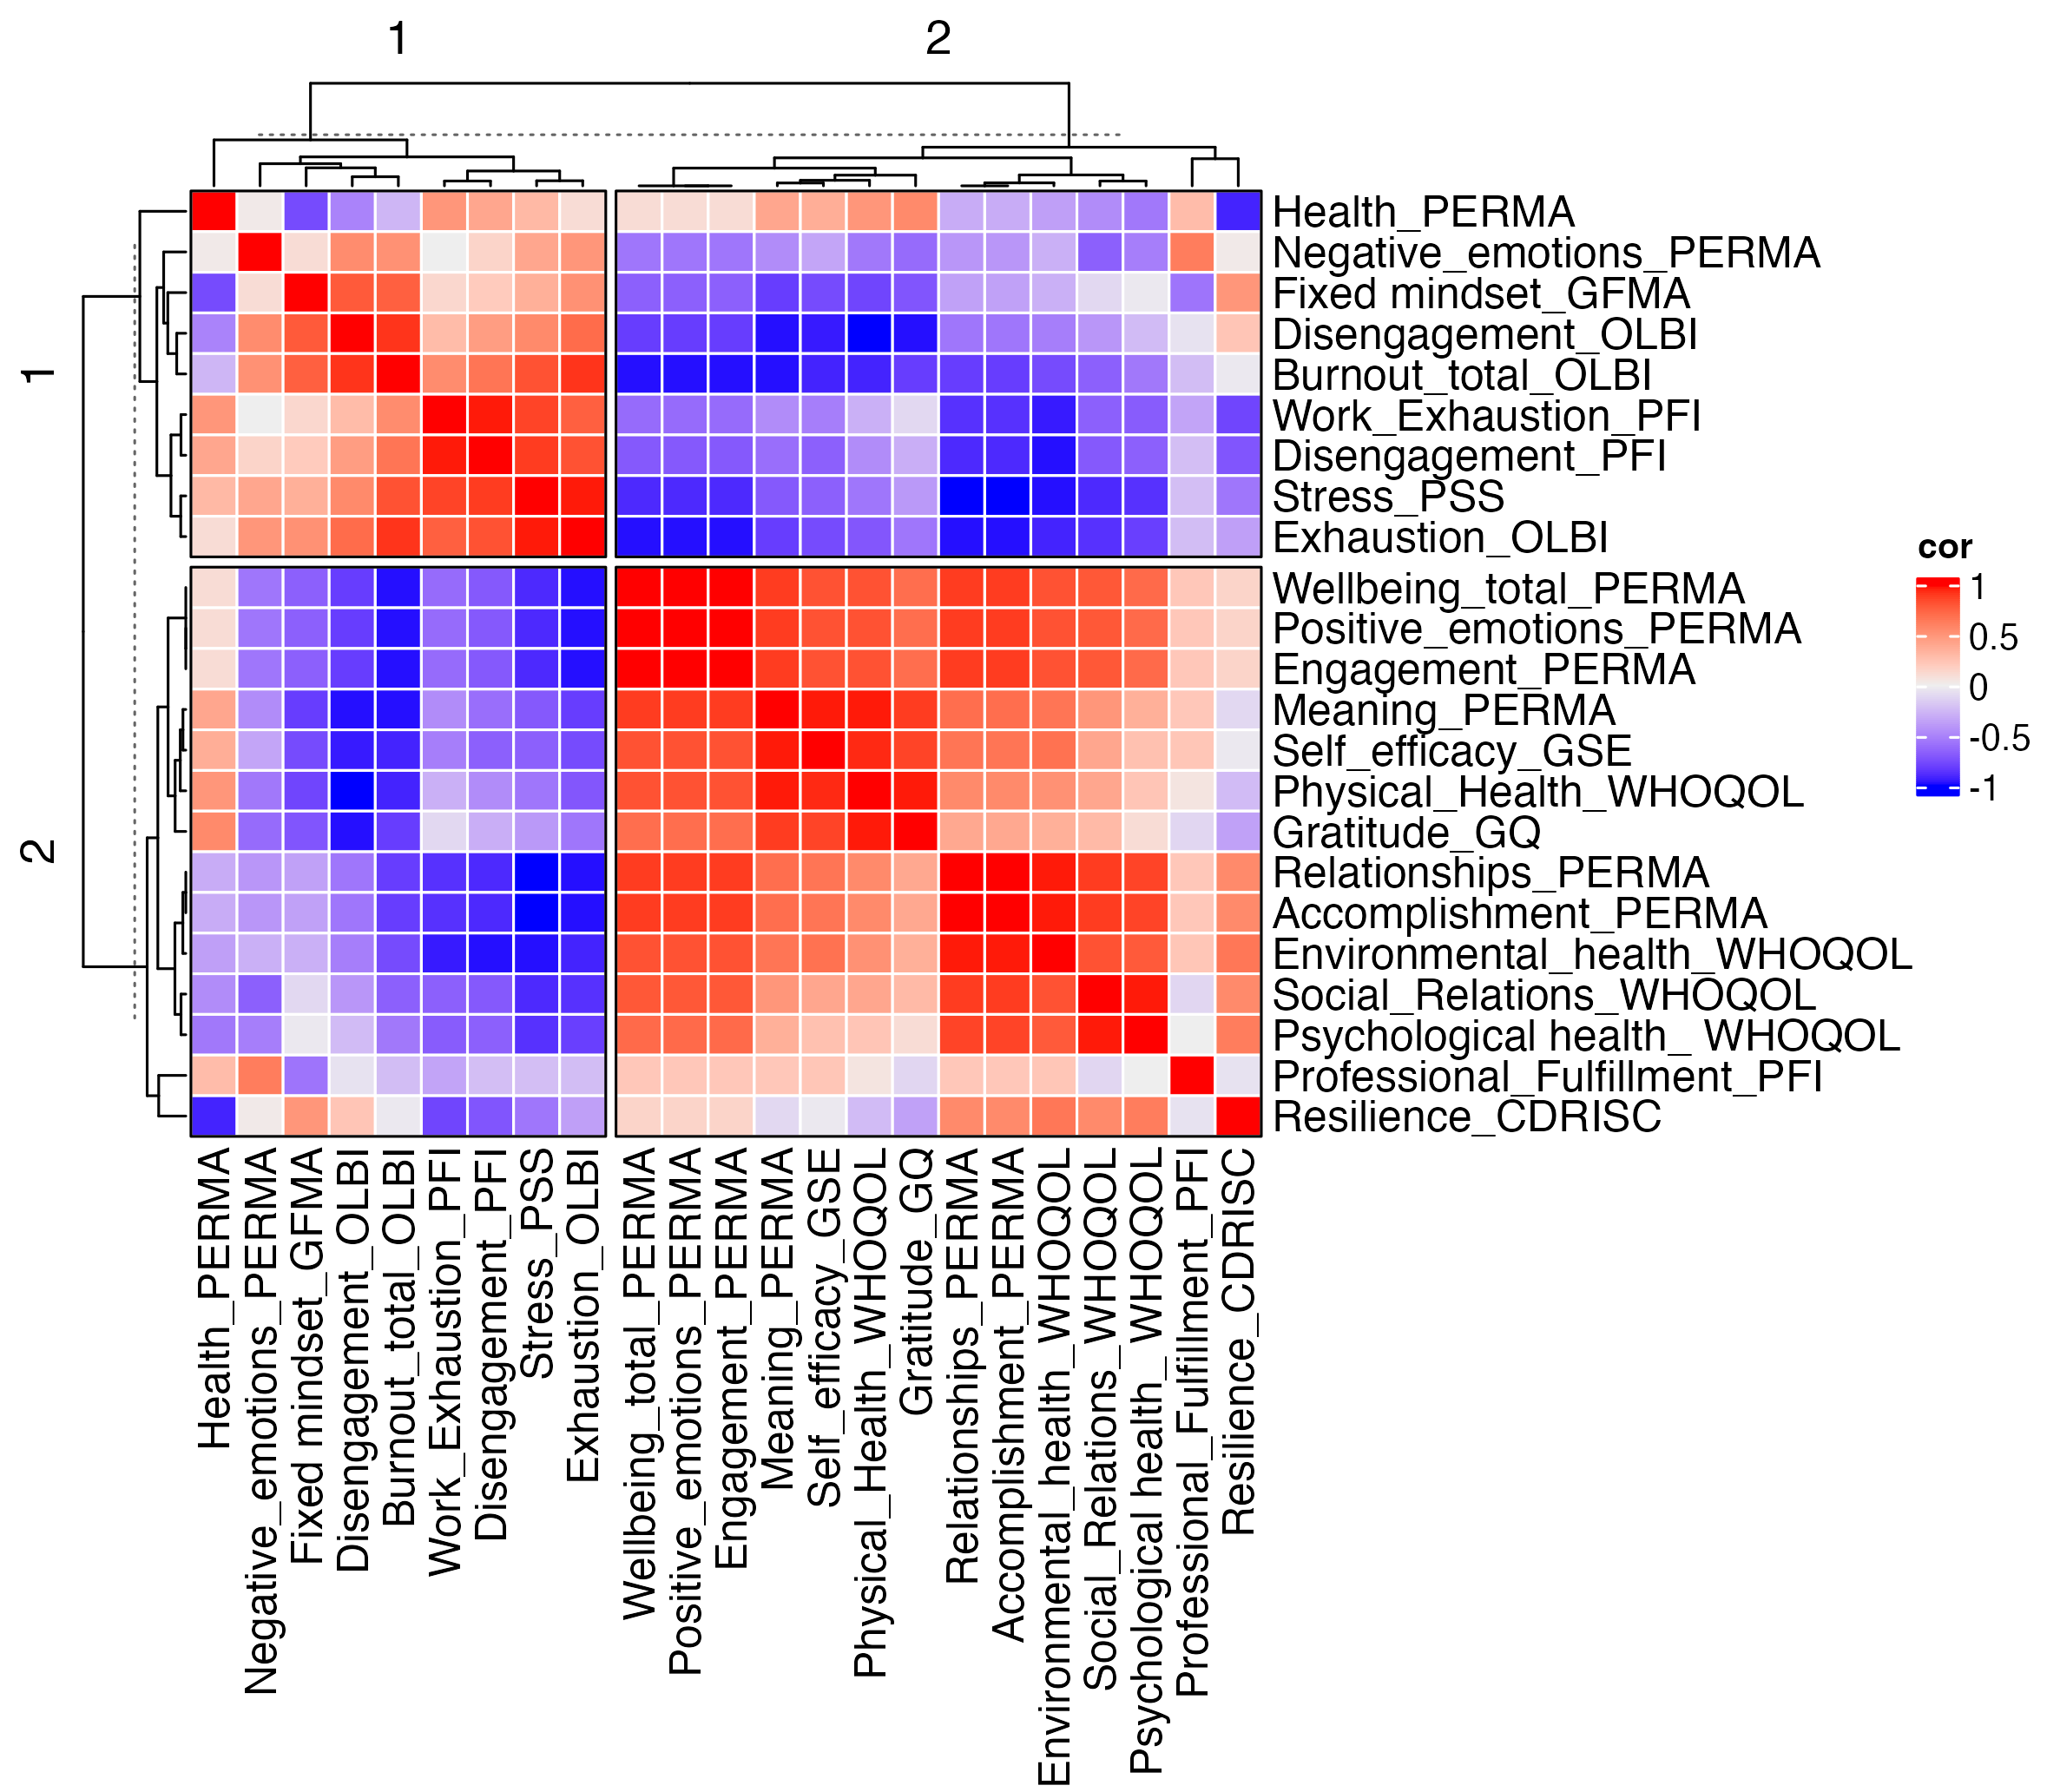 1
2
1
2
Health_PERMA
Negative_emotions_PERMA
Fixed mindset_GFMA
Disengagement_OLBI
Burnout_total_OLBI
Work_Exhaustion_PFI
Disengagement_PFI
Stress_PSS
Exhaustion_OLBI
Wellbeing_total_PERMA
Positive_emotions_PERMA
Engagement_PERMA
Meaning_PERMA
Self_efficacy_GSE
Physical_Health_WHOQOL
Gratitude_GQ
Relationships_PERMA
Accomplishment_PERMA
Environmental_health_WHOQOL
Social_Relations_WHOQOL
Psychological health_ WHOQOL
Professional_Fulfillment_PFI
Resilience_CDRISC
cor
1
0.5
0
-0.5
-1
Health_PERMA
Negative_emotions_PERMA
Fixed mindset_GFMA
Disengagement_OLBI
Burnout_total_OLBI
Work_Exhaustion_PFI
Disengagement_PFI
Stress_PSS
Exhaustion_OLBI
Wellbeing_total_PERMA
Positive_emotions_PERMA
Engagement_PERMA
Meaning_PERMA
Self_efficacy_GSE
Physical_Health_WHOQOL
Gratitude_GQ
Relationships_PERMA
Accomplishment_PERMA
Environmental_health_WHOQOL
Social_Relations_WHOQOL
Psychological health_ WHOQOL
Professional_Fulfillment_PFI
Resilience_CDRISC